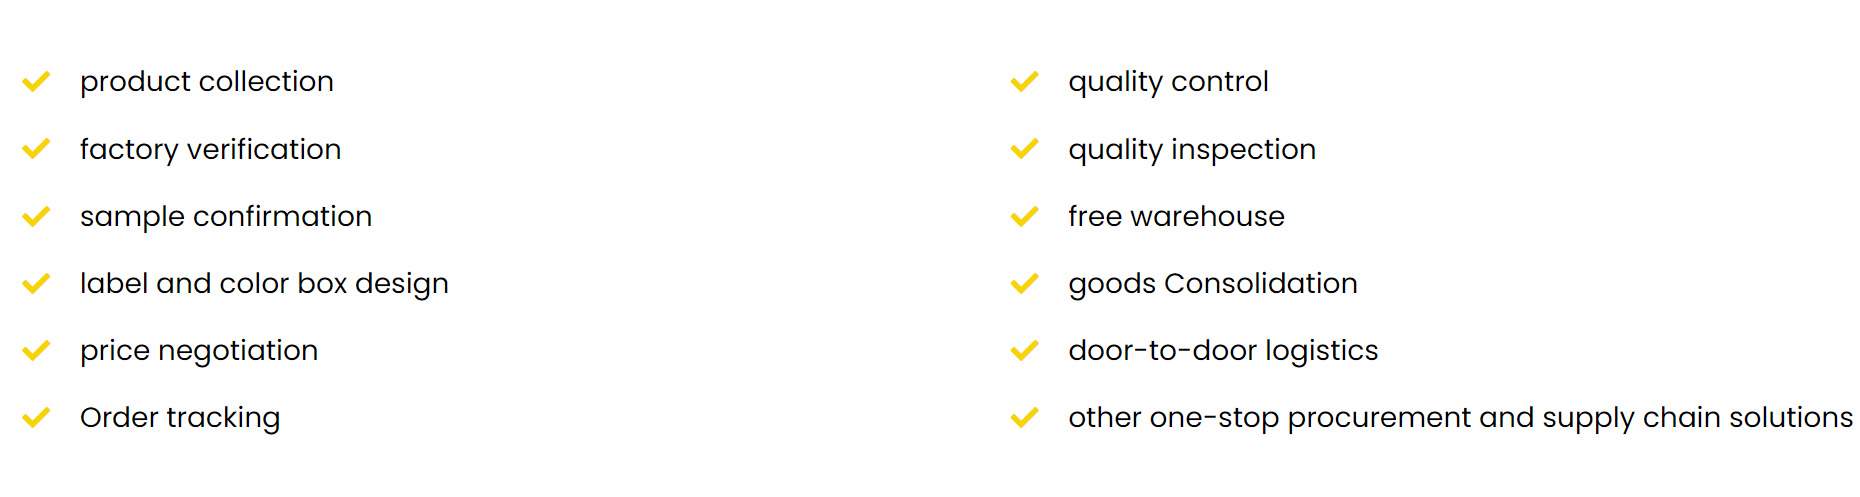 product collection
factory verification
sample confirmation
label and color box design
price negotiation
Order tracking
quality control
quality inspection
free warehouse
goods Consolidation
door-to-door logistics
other one-stop procurement and supply chain solutions